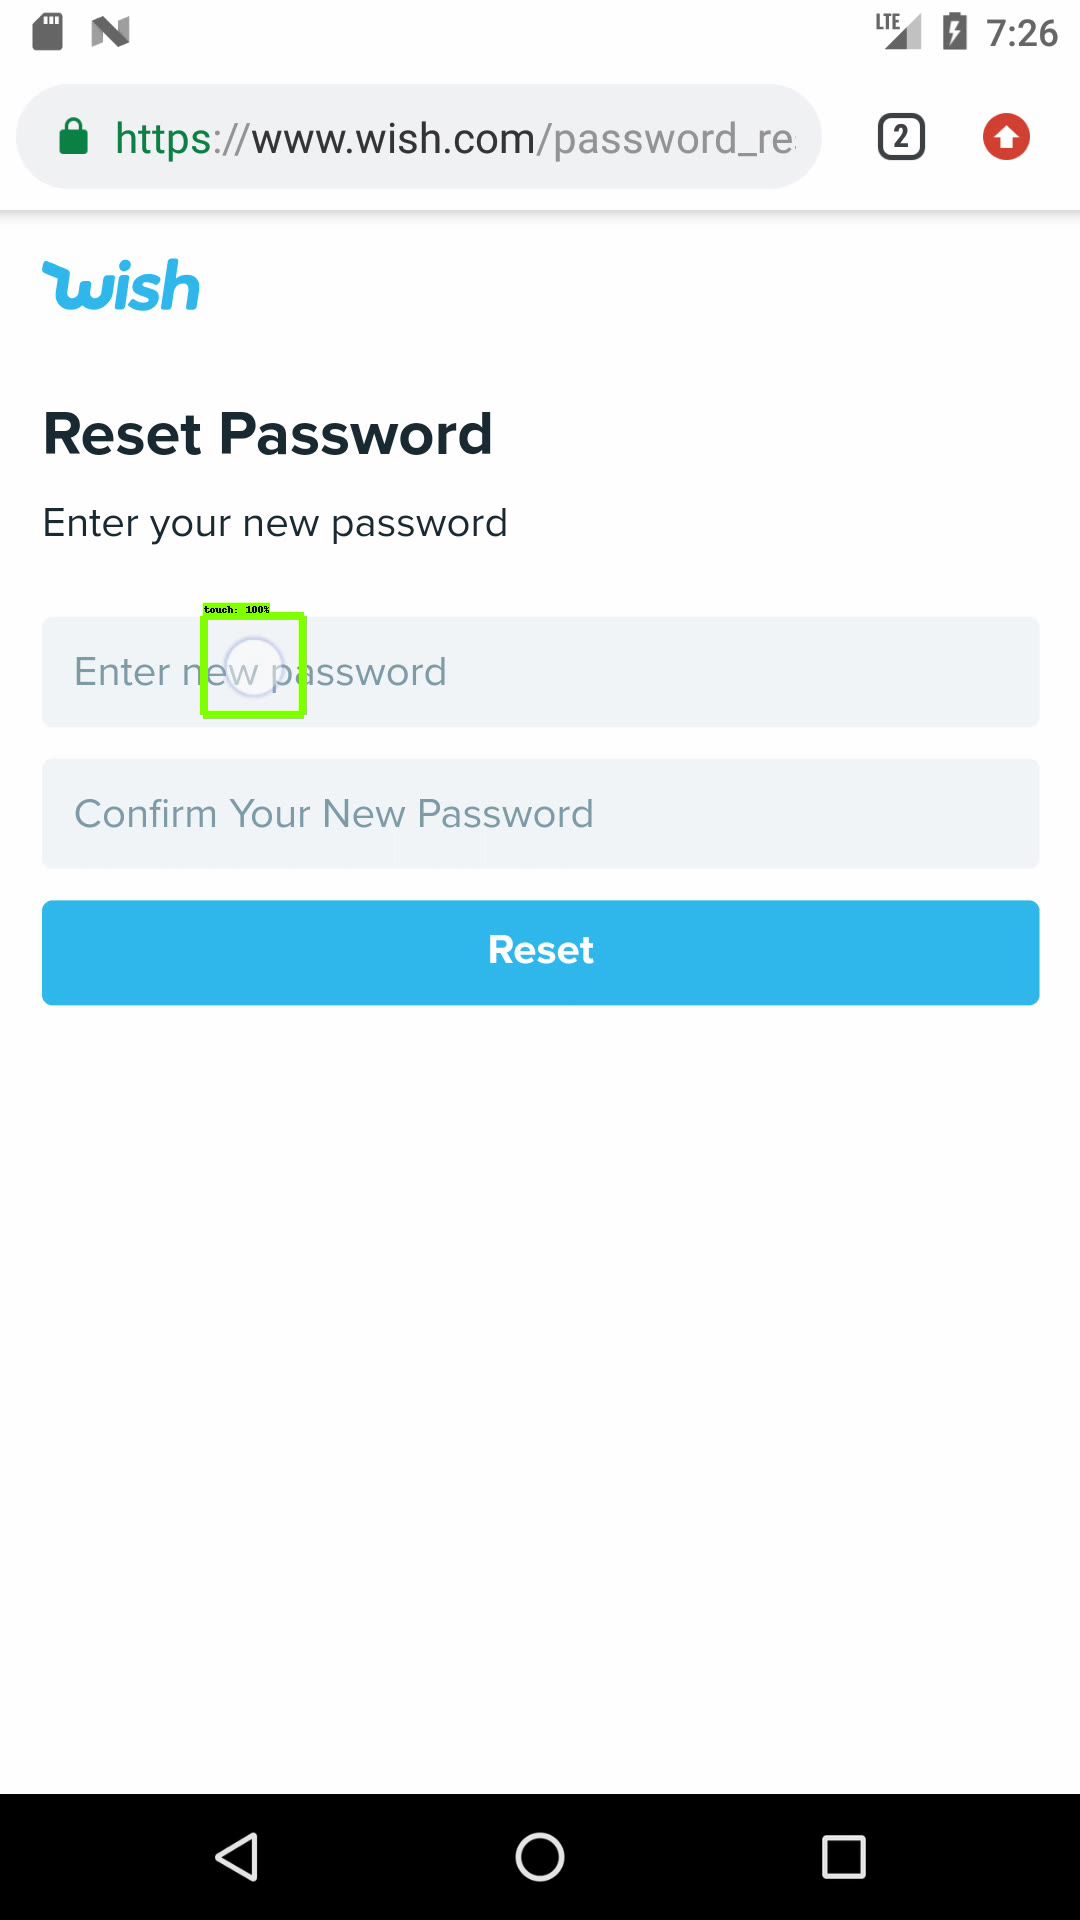 LTE 7:26
https://www.wish.com/password_re
2
wish
Reset Password
Enter your new password
touch: 100%
Enter new password
Confirm Your New Password
Reset